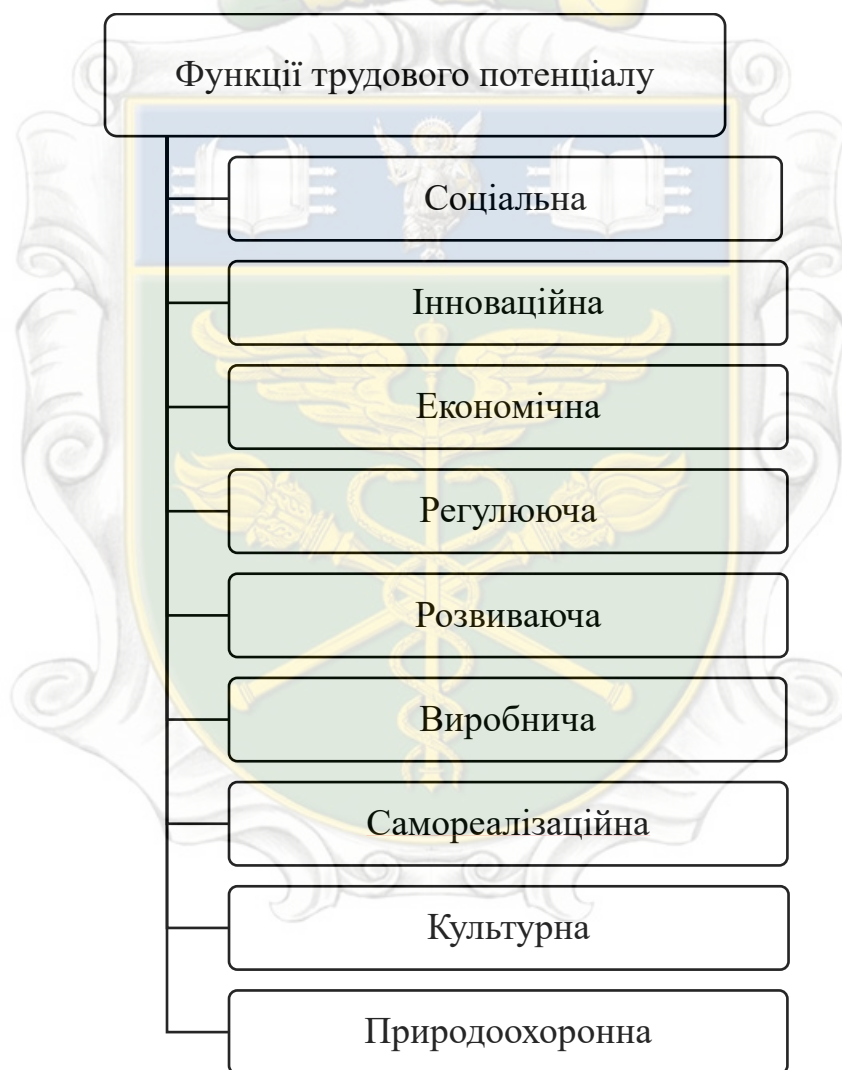 Функції трудового потенціалу
Соціальна
Інноваційна
Економічна
Регулююча
Розвиваюча
Виробнича
Самореалізаційна
Культурна
Природоохоронна